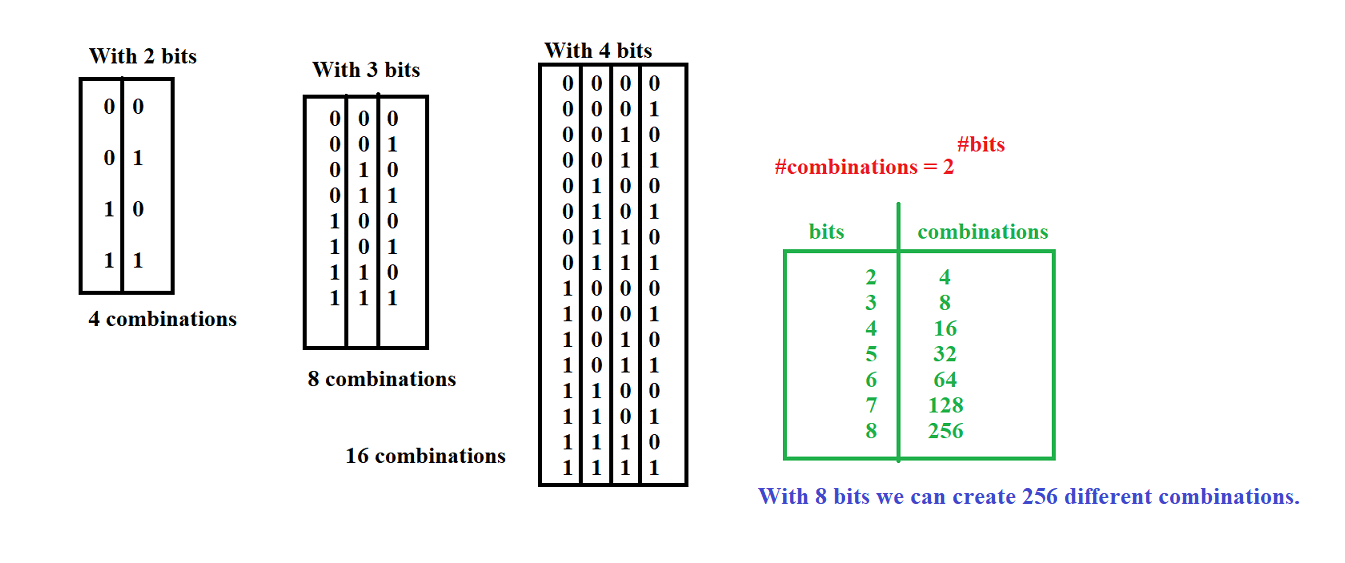 With 2 bits
0 0
0 1
1 0
1 1
4 combinations
With 3 bits
0 0 0
0 0 1
0 1 0
0 1 1
1 0 0
1 0 1
1 1 0
1 1 1
8 combinations
With 4 bits
0 0 0 0
0 0 0 1
0 0 1 0
0 0 1 1
0 1 0 0
0 1 0 1
0 1 1 0
0 1 1 1
1 0 0 0
1 0 0 1
1 0 1 0
1 0 1 1
1 1 0 0
1 1 0 1
1 1 1 0
1 1 1 1
16 combinations
#bits
#combinations = 2
bits combinations
2 4
3 8
4 16
5 32
6 64
7 128
8 256
With 8 bits we can create 256 different combinations.